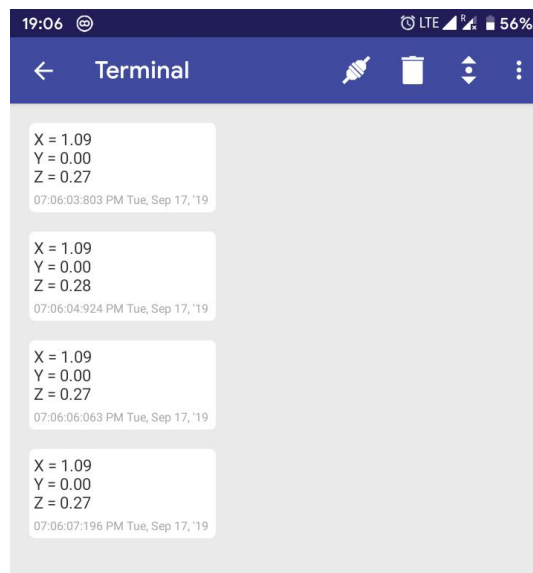 19:06 LTE R 56%
Terminal
X = 1.09
Y = 0.00
Z = 0.27
07:06:03:803 PM Tue, Sep 17, '19
X = 1.09
Y = 0.00
Z = 0.28
07:06:04:924 PM Tue, Sep 17, '19
X = 1.09
Y = 0.00
Z = 0.27
07:06:06:063 PM Tue, Sep 17, '19
X = 1.09
Y = 0.00
Z = 0.27
07:06:07:196 PM Tue, Sep 17, '19